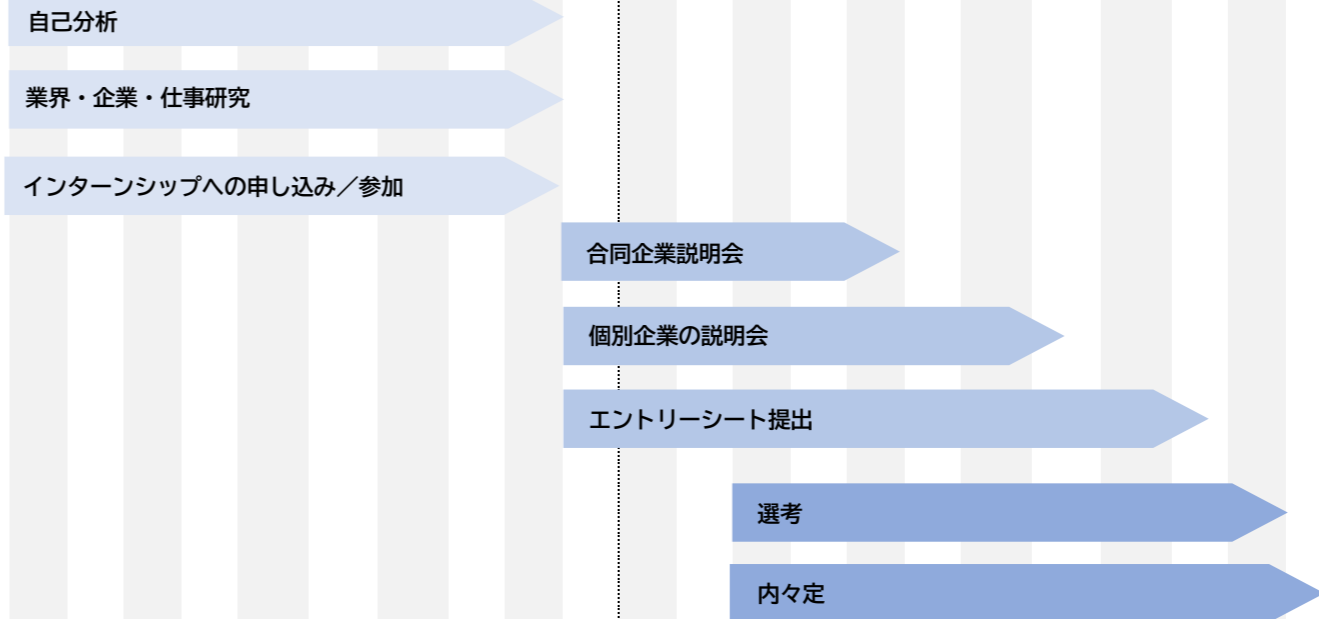 自己分析
業界・企業・仕事研究
インターンシップへの申し込み／参加
合同企業説明会
個別企業の説明会
エントリーシート提出
選考
内々定